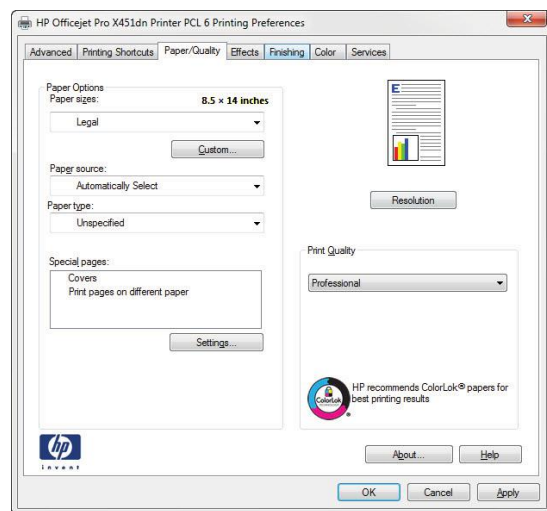 HP Officejet Pro X451dn Printer PCL 6 Printing Preferences
Advanced Printing Shortcuts Paper/Quality Effects Finishing Color Services
Paper Options
Paper sizes: 8.5 × 14 inches
Legal
Custom...
Paper source:
Automatically Select
Paper type:
Unspecified
Special pages:
Covers
Print pages on different paper
Settings...
E
Resolution
Print Quality
Professional
ColorLok
HP recommends ColorLok® papers for
best printing results
hp
invent
About... Help
OK Cancel Apply